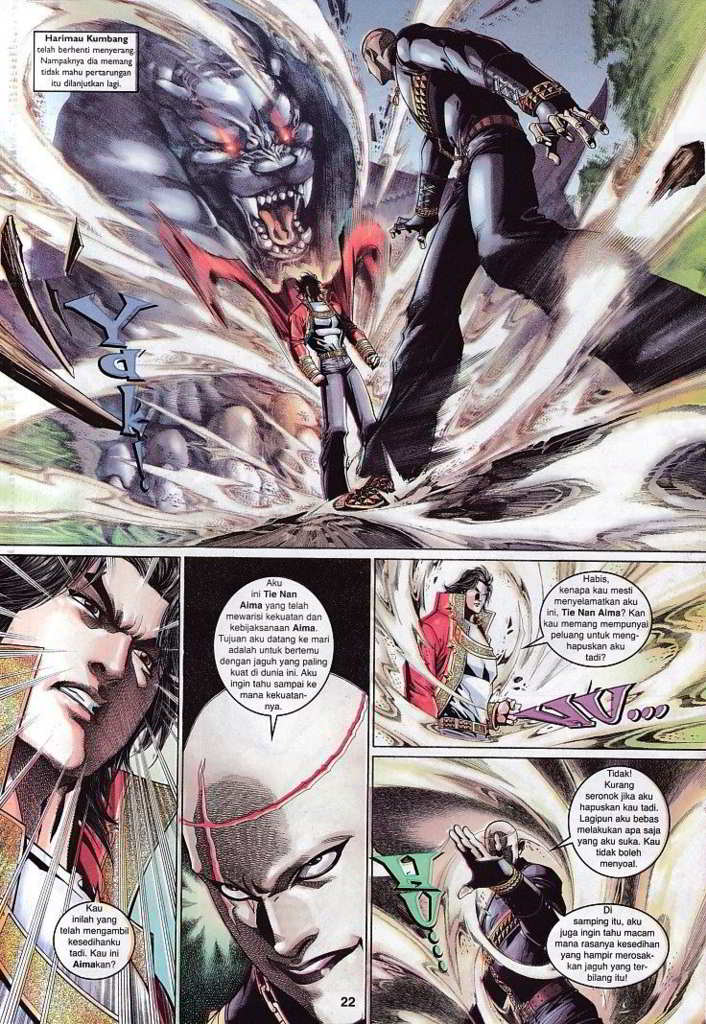 Harimau Kumbang
telah berhenti menyerang.
Nampaknya dia memang
tidak mahu pertarungan
itu dilanjutkan lagi.
Yak!
Kau
inilah yang
telah mengambil
kesedihanku
tadi. Kau ini
Aimakan?
Aku
ini Tie Nan
Aima yang telah
mewarisi kekuatan dan
kebijaksanaan Aima.
Tujuan aku datang ke mari
adalah untuk bertemu
dengan jaguh yang paling
kuat di dunia ini. Aku
ingin tahu sampai ke
mana kekuatan-
nya.
Habis,
kenapa kau mesti
menyelamatkan aku
ini, Tie Nan Aima? Kan
kau memang mempunyai
peluang untuk meng-
hapuskan aku
tadi?
HU...
Tidak!
Kurang
seronok jika aku
hapuskan kau tadi.
Lagipun aku bebas
melakukan apa saja
yang aku suka. Kau
tidak boleh
menyoal.
HU...
Di
samping itu, aku
juga ingin tahu macam
mana rasanya kesedihan
yang hampir merosak-
kan jaguh yang ter-
bilang itu!
22